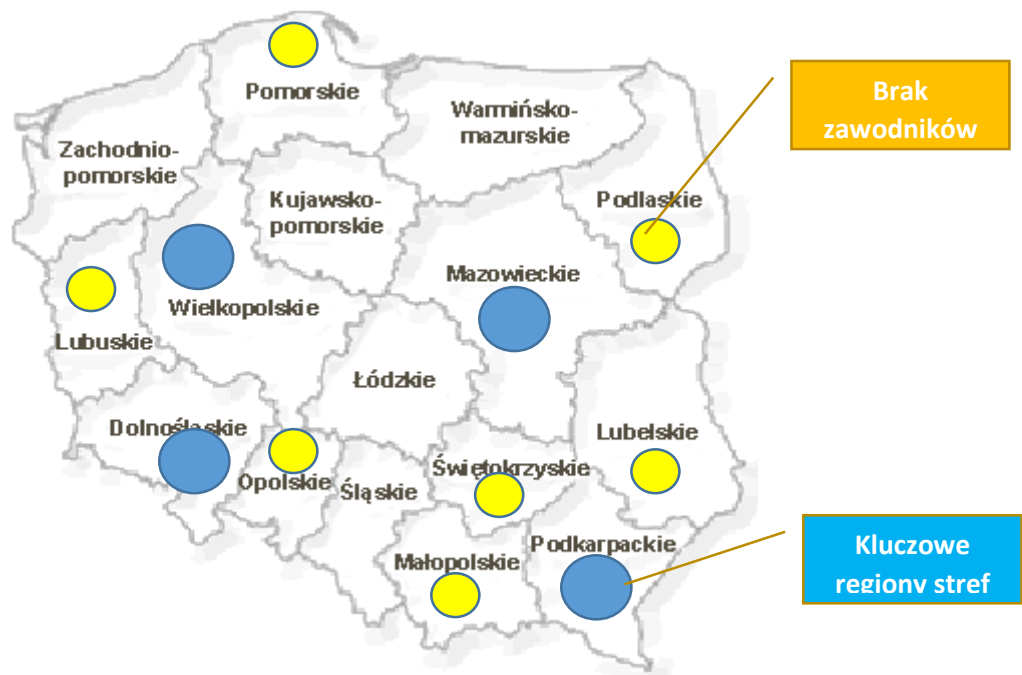 Pomorskie
Warmińsko-
mazurskie
Zachodnio-
pomorskie
Kujawsko-
pomorskie
Podlaskie
Brak
zawodników
Mazowieckie
Wielkopolskie
Lubuskie
Łódzkie
Dolnośląskie
Lubelskie
Opolskie
Śląskie
Świętokrzyskie
Podkarpackie
Małopolskie
Kluczowe
regiony stref